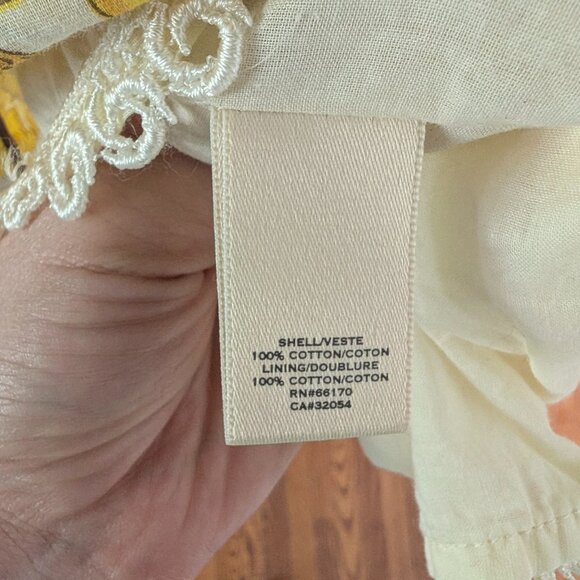 SHELL/VESTE
100% COTTON/COTON
LINING/DOUBLURE
100% COTTON/COTON
RN#66170
CA#32054